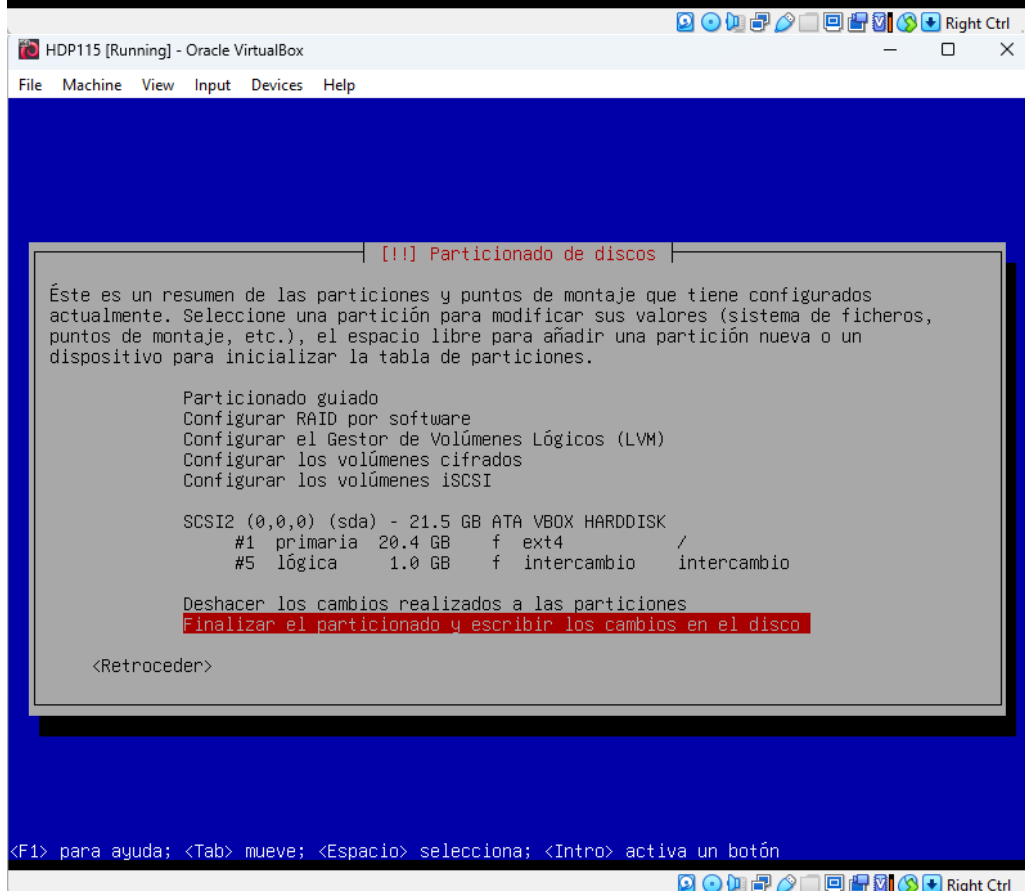 Right Ctrl
HDP115 [Running] - Oracle VirtualBox
File Machine View Input Devices Help
[!!] Particionado de discos
Éste es un resumen de las particiones y puntos de montaje que tiene configurados
actualmente. Seleccione una partición para modificar sus valores (sistema de ficheros,
puntos de montaje, etc.), el espacio libre para añadir una partición nueva o un
dispositivo para inicializar la tabla de particiones.
Particionado guiado
Configurar RAID por software
Configurar el Gestor de Volúmenes Lógicos (LVM)
Configurar los volúmenes cifrados
Configurar los volúmenes iSCSI
SCSI2 (0,0,0) (sda) - 21.5 GB ATA VBOX HARDDISK
#1 primaria 20.4 GB f ext4 /
#5 lógica 1.0 GB f intercambio intercambio
Deshacer los cambios realizados a las particiones
Finalizar el particionado y escribir los cambios en el disco
<Retroceder>
<F1> para ayuda; <Tab> mueve; <Espacio> selecciona; <Intro> activa un botón
Right Ctrl